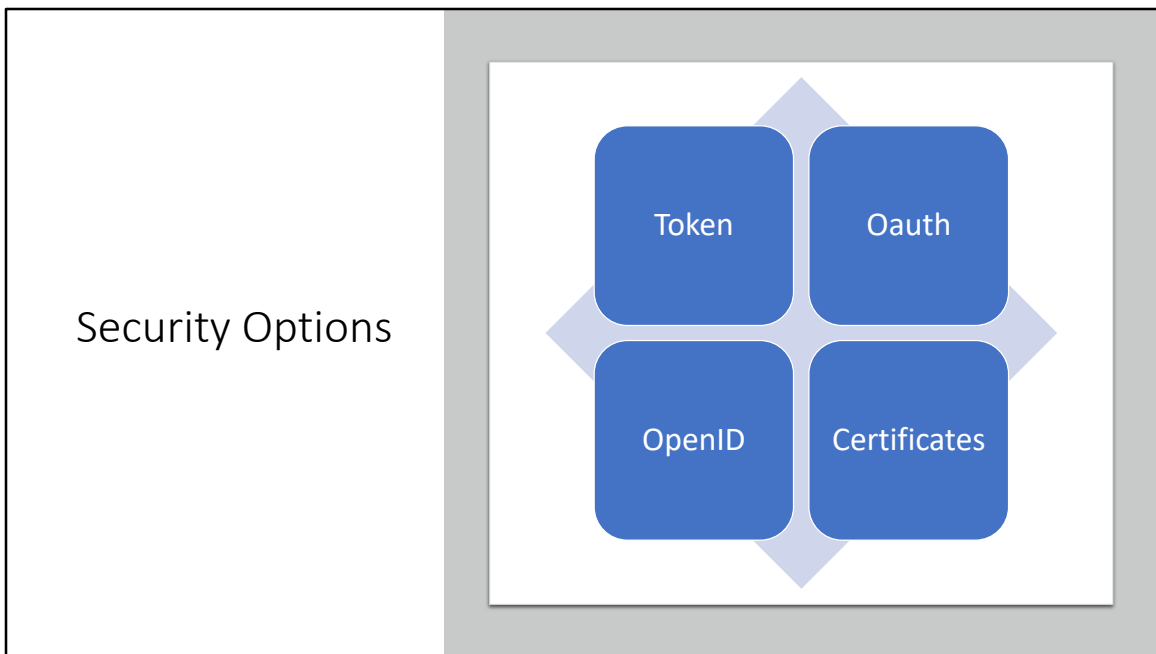 Security Options
Token
Oauth
OpenID
Certificates